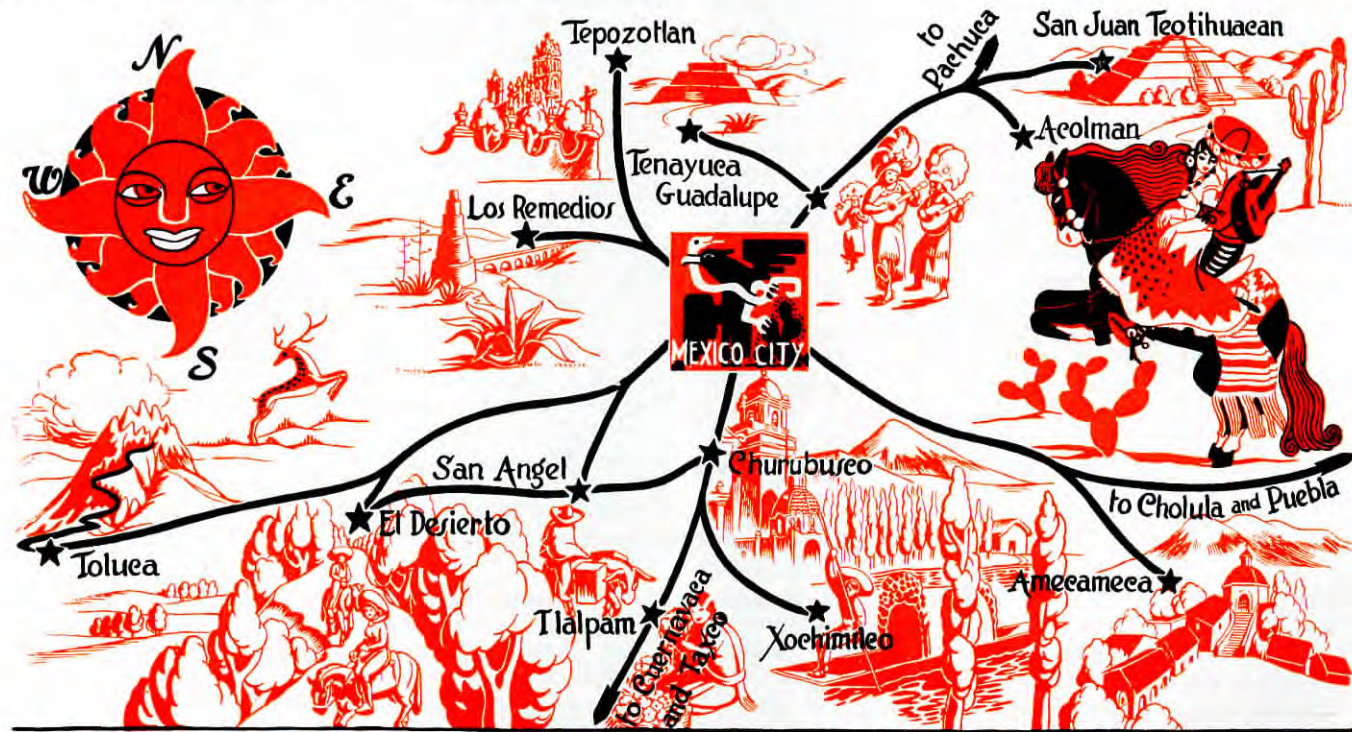 N
W
E
S
Tepozotlan
to
Pachuca
San Juan Teotihuacan
Acolman
Tenayuca
Guadalupe
Los Remedios
MEXICO CITY
San Angel
Churubusco
to Cholula and Puebla
El Desierto
Toluca
Amecameca
Tlalpam
Xochimilco
to Cuernavaca
and Taxco